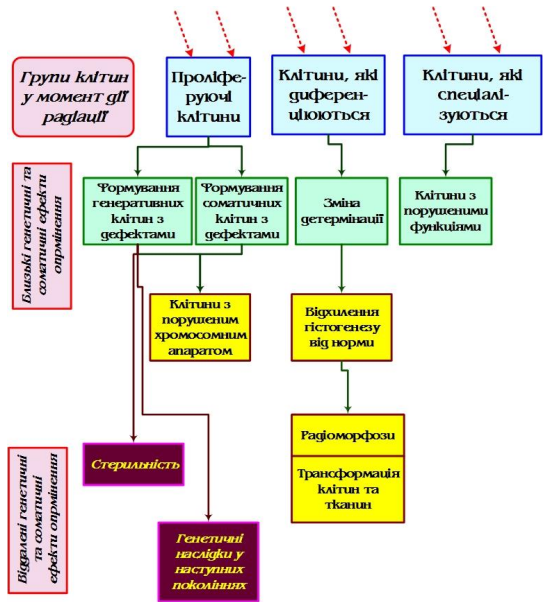 Групи клітин
у момент дії
радіації
Проліфе-
руючі
клітини
Клітини, які
диферен-
ціюються
Клітини, які
спеціалі-
зуються
Близькі генетичні та
соматичні ефекти
опрмінення
Формування
генеративних
клітин з
дефектами
Формування
соматичних
клітин з
дефектами
Зміна
детермінації
Клітини з
порушеними
функціями
Клітини з
порушеним
хромосомним
апаратом
Відхилення
гістогенезу
від норми
Радіоморфози
Трансформація
клітин та
тканин
Віддалені генетичні
та соматичні
ефекти опрмінення
Стерильність
Генетичні
наслідки у
наступних
поколіннях